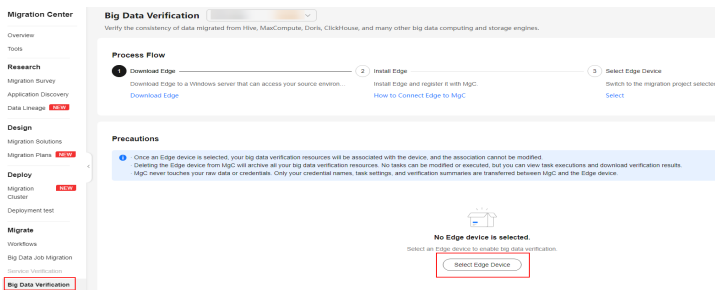 Migration Center
Overview
Tools
Research
Migration Survey
Application Discovery
Data Lineage NEW
Design
Migration Solutions
Migration Plans NEW
Deploy
Migration NEW
Cluster
Deployment test
Migrate
Workflows
Big Data Job Migration
Service Verification
Big Data Verification
Big Data Verification
Verify the consistency of data migrated from Hive, MaxCompute, Doris, ClickHouse, and many other big data computing and storage engines.
Process Flow
1 Download Edge
Download Edge to a Windows server that can access your source environ...
Download Edge
2 Install Edge
Install Edge and register it with MgC.
How to Connect Edge to MgC
3 Select Edge Device
Switch to the migration project selected
Select
Precautions
· Once an Edge device is selected, your big data verification resources will be associated with the device, and the association cannot be modified.
· Deleting the Edge device from MgC will archive all your big data verification resources. No tasks can be modified or executed, but you can view task executions and download verification results.
· MgC never touches your raw data or credentials. Only your credential names, task settings, and verification summaries are transferred between MgC and the Edge device.
No Edge device is selected.
Select an Edge device to enable big data verification.
Select Edge Device